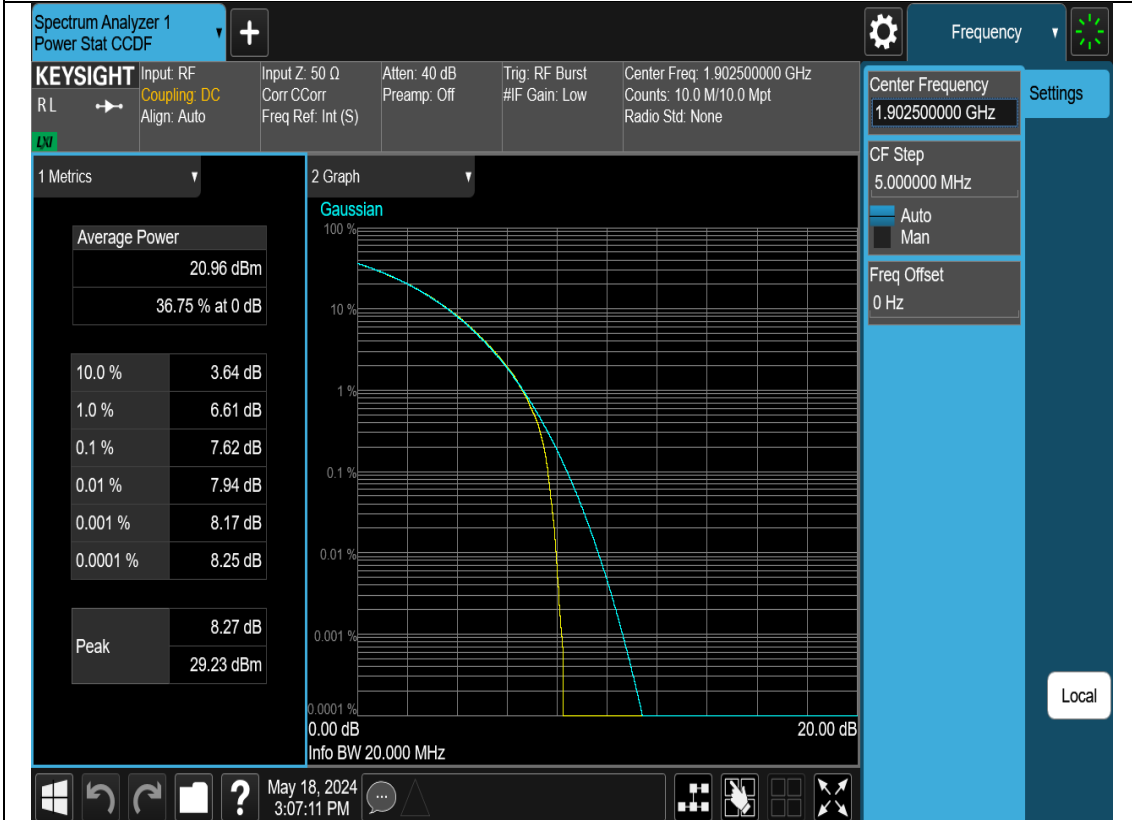 Spectrum Analyzer 1
Power Stat CCDF
+
Frequency
KEYSIGHT
RL
LXI
Input: RF
Coupling: DC
Align: Auto
Input Z: 50 Ω
Corr CCorr
Freq Ref: Int (S)
Atten: 40 dB
Preamp: Off
Trig: RF Burst
#IF Gain: Low
Center Freq: 1.902500000 GHz
Counts: 10.0 M/10.0 Mpt
Radio Std: None
Center Frequency
1.902500000 GHz
Settings
CF Step
5.000000 MHz
Auto
Man
Freq Offset
0 Hz
1 Metrics
Average Power
20.96 dBm
36.75 % at 0 dB
10.0 % 3.64 dB
1.0 % 6.61 dB
0.1 % 7.62 dB
0.01 % 7.94 dB
0.001 % 8.17 dB
0.0001 % 8.25 dB
Peak
8.27 dB
29.23 dBm
2 Graph
Gaussian
100 %
10 %
1 %
0.1 %
0.01 %
0.001 %
0.0001 %
0.00 dB 20.00 dB
Info BW 20.000 MHz
Local
?
May 18, 2024
3:07:11 PM